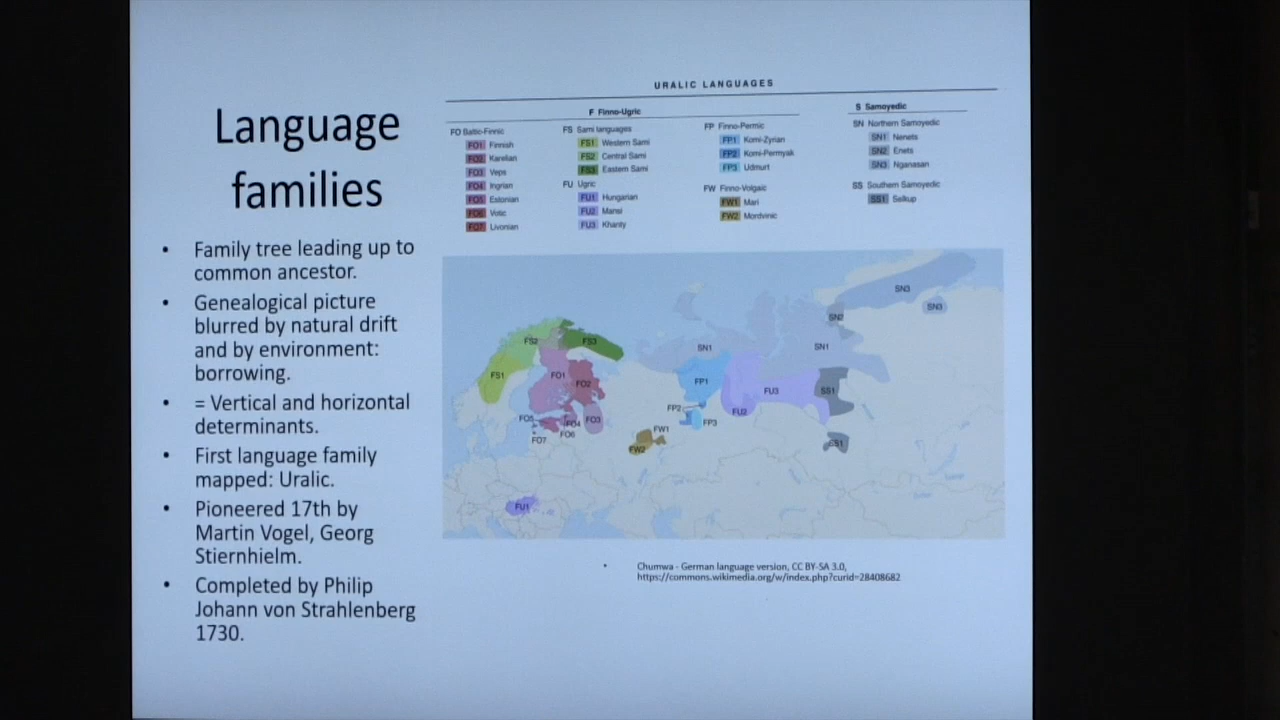 Language
families
• Family tree leading up to
common ancestor.
• Genealogical picture
blurred by natural drift
and by environment:
borrowing.
• = Vertical and horizontal
determinants.
• First language family
mapped: Uralic.
• Pioneered 17th by
Martin Vogel, Georg
Stiernhielm.
• Completed by Philip
Johann von Strahlenberg
1730.
URALIC LANGUAGES
F Finno-Ugric
FO Baltic-Finnic
FO1 Finnish
FO2 Karelian
FO3 Veps
FO4 Ingrian
FO5 Estonian
FO6 Votic
FO7 Livonian
FS Sami languages
FS1 Western Sami
FS2 Central Sami
FS3 Eastern Sami
FU Ugric
FU1 Hungarian
FU2 Mansi
FU3 Khanty
FP Finno-Permic
FP1 Komi-Zyrian
FP2 Komi-Permyak
FP3 Udmurt
FW Finno-Volgaic
FW1 Mari
FW2 Mordvinic
S Samoyedic
SN Northern Samoyedic
SN1 Nenets
SN2 Enets
SN3 Nganasan
SS Southern Samoyedic
SS1 Selkup
SN3
SN3
SN2
FS2
FS3
SN1
SN1
FS1
FO1
FO2
FP1
FU3
SS1
FP2
FU2
FO5
FO4
FO3
FP3
FO6
FW1
FO7
FW2
SS1
FU1
• Chumwa - German language version, CC BY-SA 3.0,
https://commons.wikimedia.org/w/index.php?curid=28408682